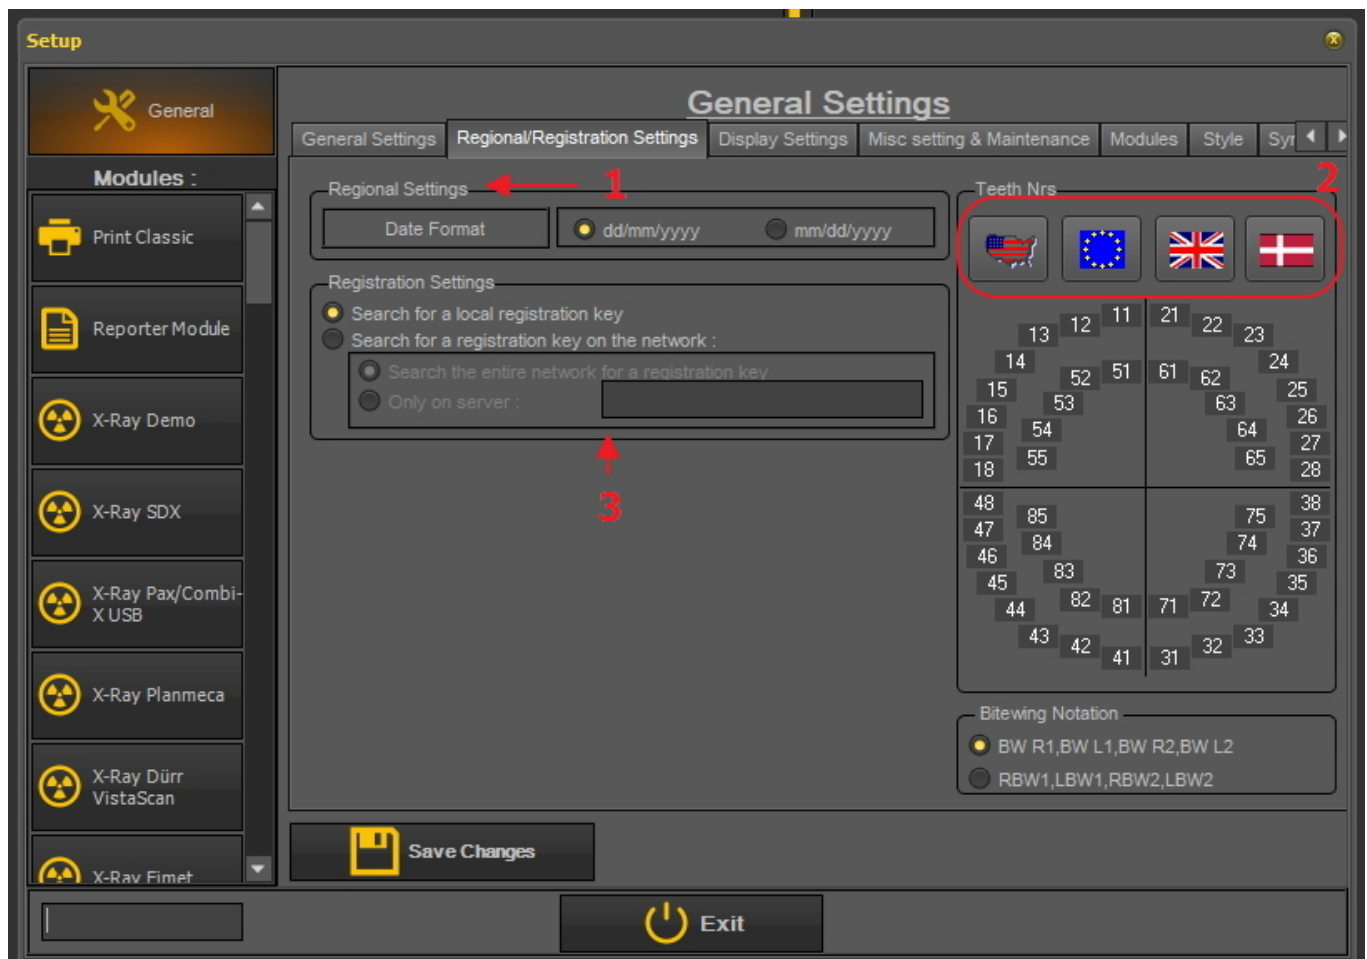 Setup
General
General Settings
General Settings
Regional/Registration Settings
Display Settings
Misc setting & Maintenance
Modules
Style
Syr
Modules :
Print Classic
Reporter Module
X-Ray Demo
X-Ray SDX
X-Ray Pax/Combi-
X USB
X-Ray Planmeca
X-Ray Dürr
VistaScan
X-Ray Fimet
Regional Settings
1
Date Format
dd/mm/yyyy
mm/dd/yyyy
Registration Settings
Search for a local registration key
Search for a registration key on the network :
Search the entire network for a registration key
Only on server :
3
Teeth Nrs
2
11 21
12 22
13 23
14 24
52 51 61 62
15 25
53 63
16 26
54 64
17 27
55 65
18 28
48 38
85 75
47 37
84 74
46 36
83 73
45 35
82 81 71 72
44 34
43 33
42 32
41 31
Bitewing Notation
BW R1,BW L1,BW R2,BW L2
RBW1,LBW1,RBW2,LBW2
Save Changes
Exit